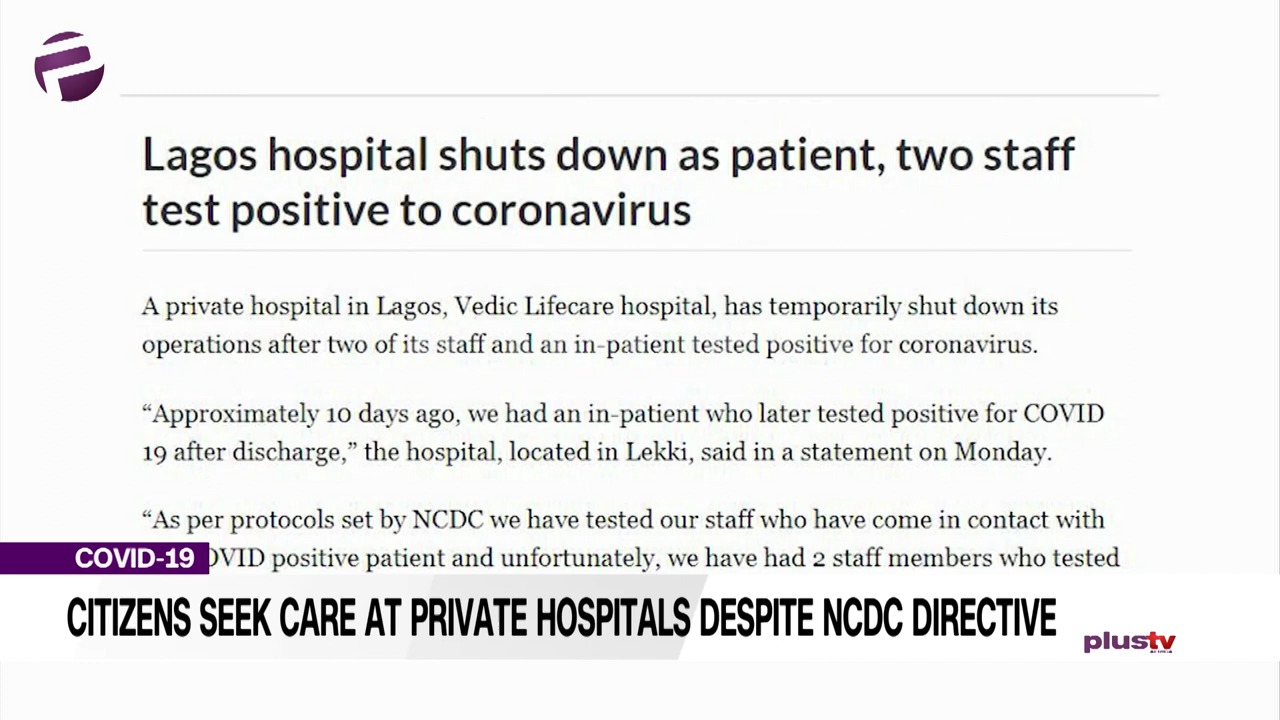 Lagos hospital shuts down as patient, two staff
test positive to coronavirus
A private hospital in Lagos, Vedic Lifecare hospital, has temporarily shut down its
operations after two of its staff and an in-patient tested positive for coronavirus.
“Approximately 10 days ago, we had an in-patient who later tested positive for COVID
19 after discharge,” the hospital, located in Lekki, said in a statement on Monday.
“As per protocols set by NCDC we have tested our staff who have come in contact with
OVID positive patient and unfortunately, we have had 2 staff members who tested
COVID-19
CITIZENS SEEK CARE AT PRIVATE HOSPITALS DESPITE NCDC DIRECTIVE
plustv